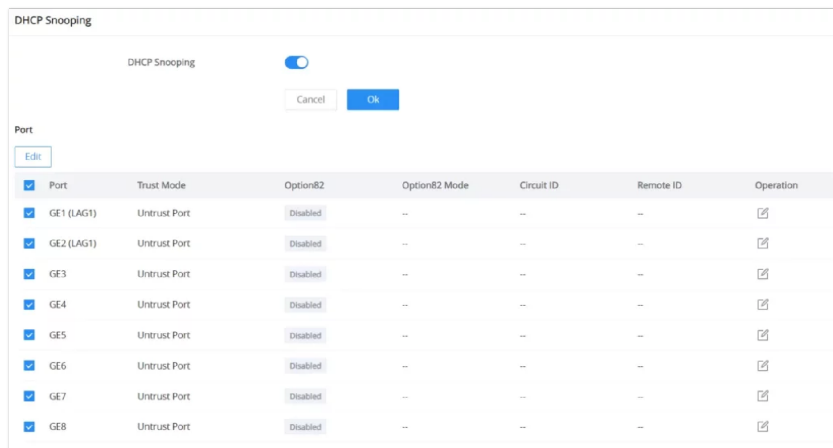 DHCP Snooping
DHCP Snooping
Cancel Ok
Port
Edit
Port Trust Mode Option82 Option82 Mode Circuit ID Remote ID Operation
GE1 (LAG1) Untrust Port Disabled -- -- --
GE2 (LAG1) Untrust Port Disabled -- -- --
GE3 Untrust Port Disabled -- -- --
GE4 Untrust Port Disabled -- -- --
GE5 Untrust Port Disabled -- -- --
GE6 Untrust Port Disabled -- -- --
GE7 Untrust Port Disabled -- -- --
GE8 Untrust Port Disabled -- -- --